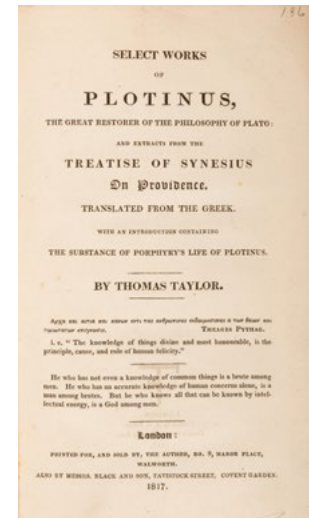 196
SELECT WORKS
OF
PLOTINUS,
THE GREAT RESTORER OF THE PHILOSOPHY OF PLATO:
AND EXTRACTS FROM THE
TREATISE OF SYNESIUS
On Providence.
TRANSLATED FROM THE GREEK.
WITH AN INTRODUCTION CONTAINING
THE SUBSTANCE OF PORPHYRY'S LIFE OF PLOTINUS.
BY THOMAS TAYLOR.
και και των
THEAGES PYTHAG.
i. e. "The knowledge of things divine and most honourable, is the
principle, cause, and rule of human felicity."
He who has not even a knowledge of common things is a brute among
men. He who has an accurate knowledge of human concerns alone, is a
man among brutes. But he who knows all that can be known by intel-
lectual energy, is a God among men.
London:
PRINTED FOR, AND SOLD BY, THE AUTHOR, NO. 9, MANOR PLACE,
WALWORTH.
ALSO BY MESSRS. BLACK AND SON, TAVISTOCK STREET, COVENT GARDEN.
1817.